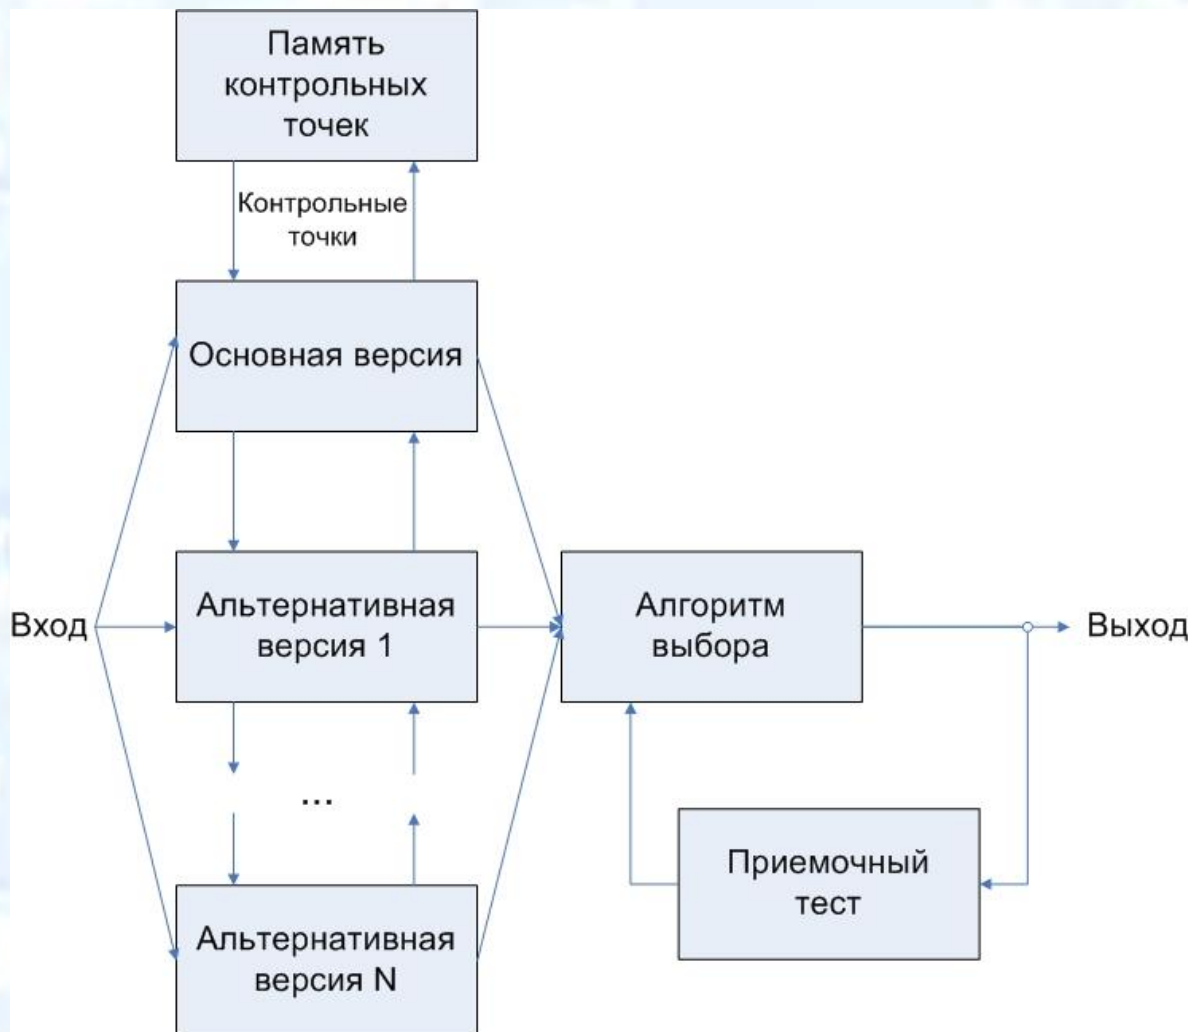 Память
контрольных
точек
Контрольные
точки
Основная версия
Вход
Альтернативная
версия 1
Алгоритм
выбора
Выход
...
Приемочный
тест
Альтернативная
версия N